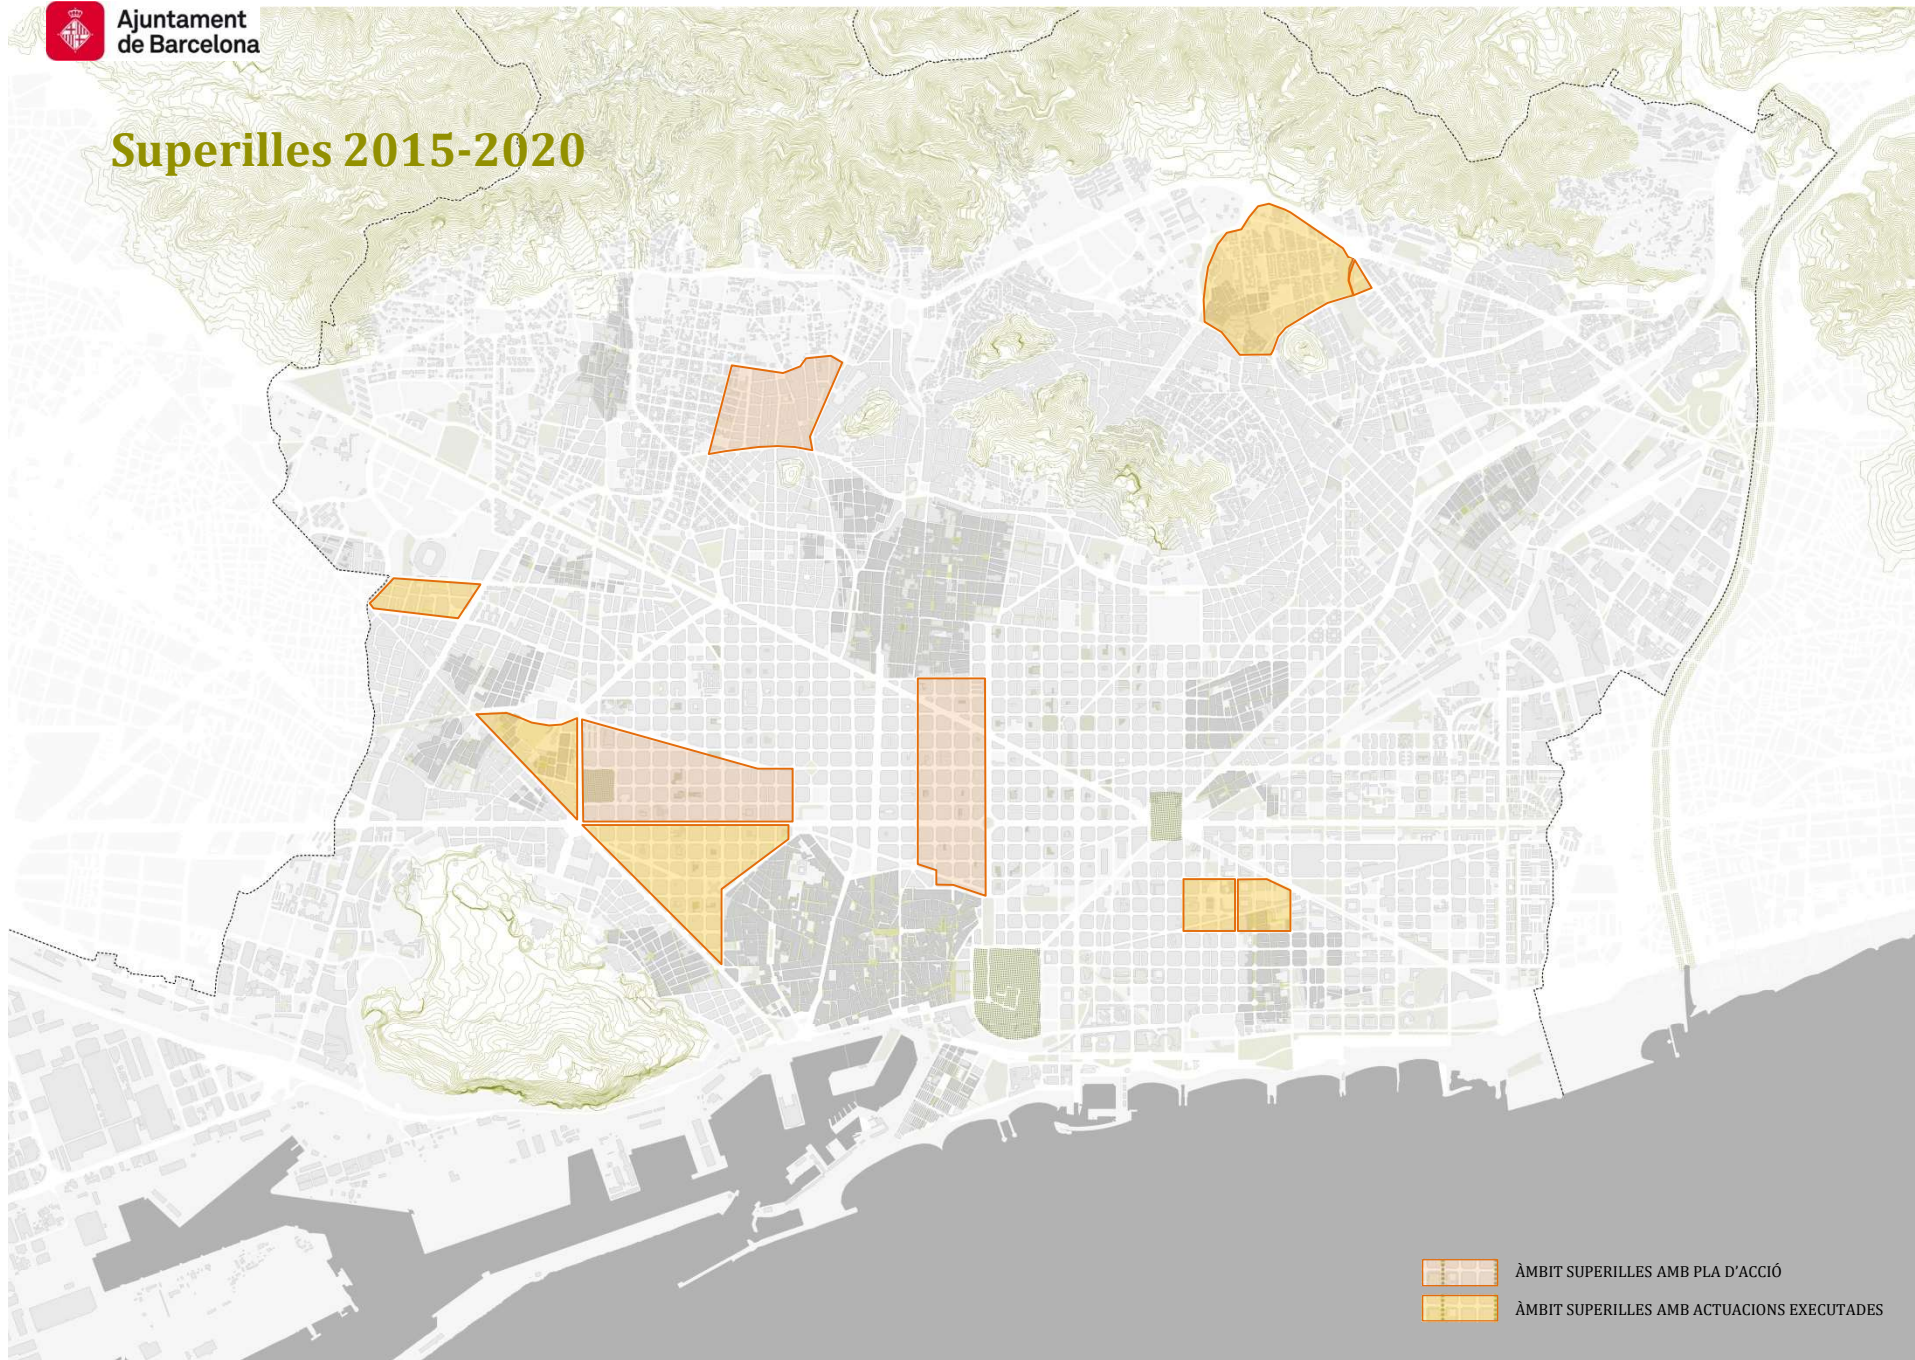 Ajuntament
de Barcelona
Superilles 2015-2020
ÀMBIT SUPERILLES AMB PLA D'ACCIÓ
ÀMBIT SUPERILLES AMB ACTUACIONS EXECUTADES